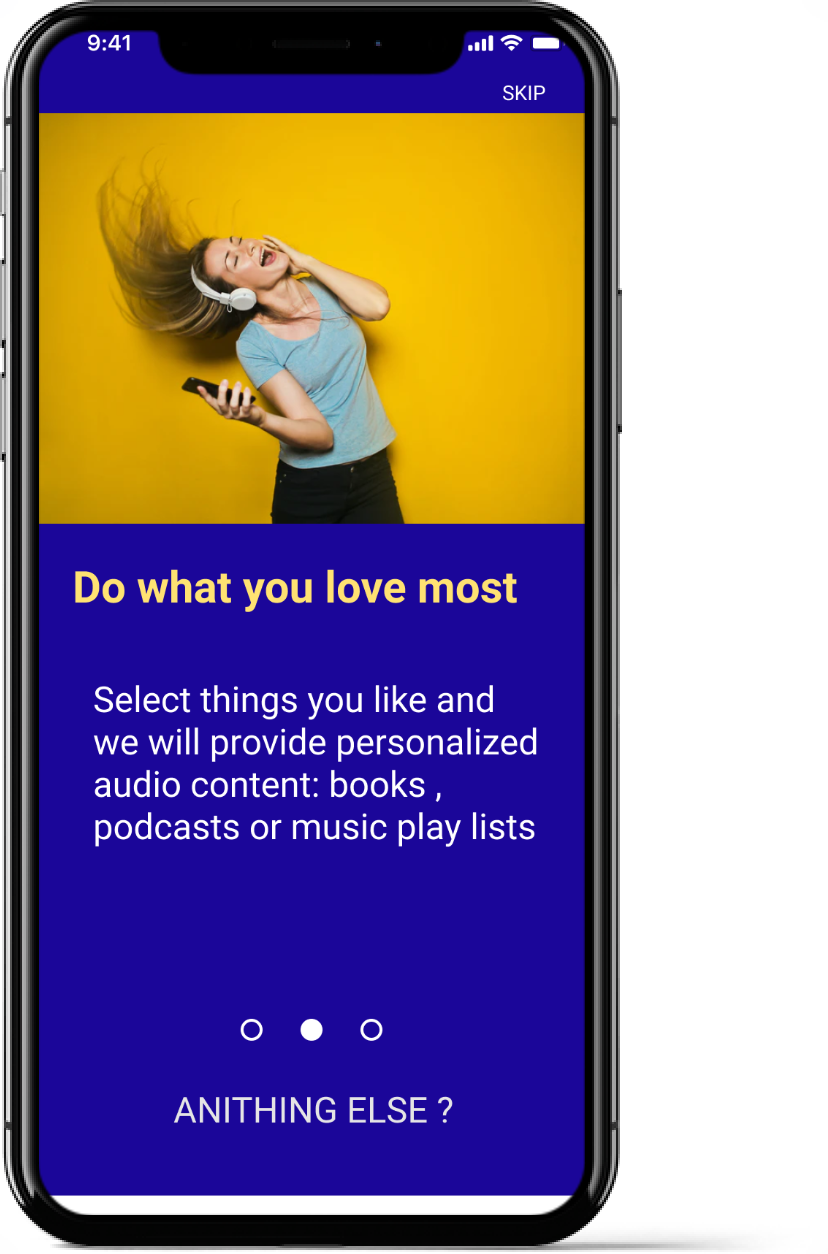 9:41
SKIP
Do what you love most
Select things you like and
we will provide personalized
audio content: books ,
podcasts or music play lists
ANITHING ELSE ?